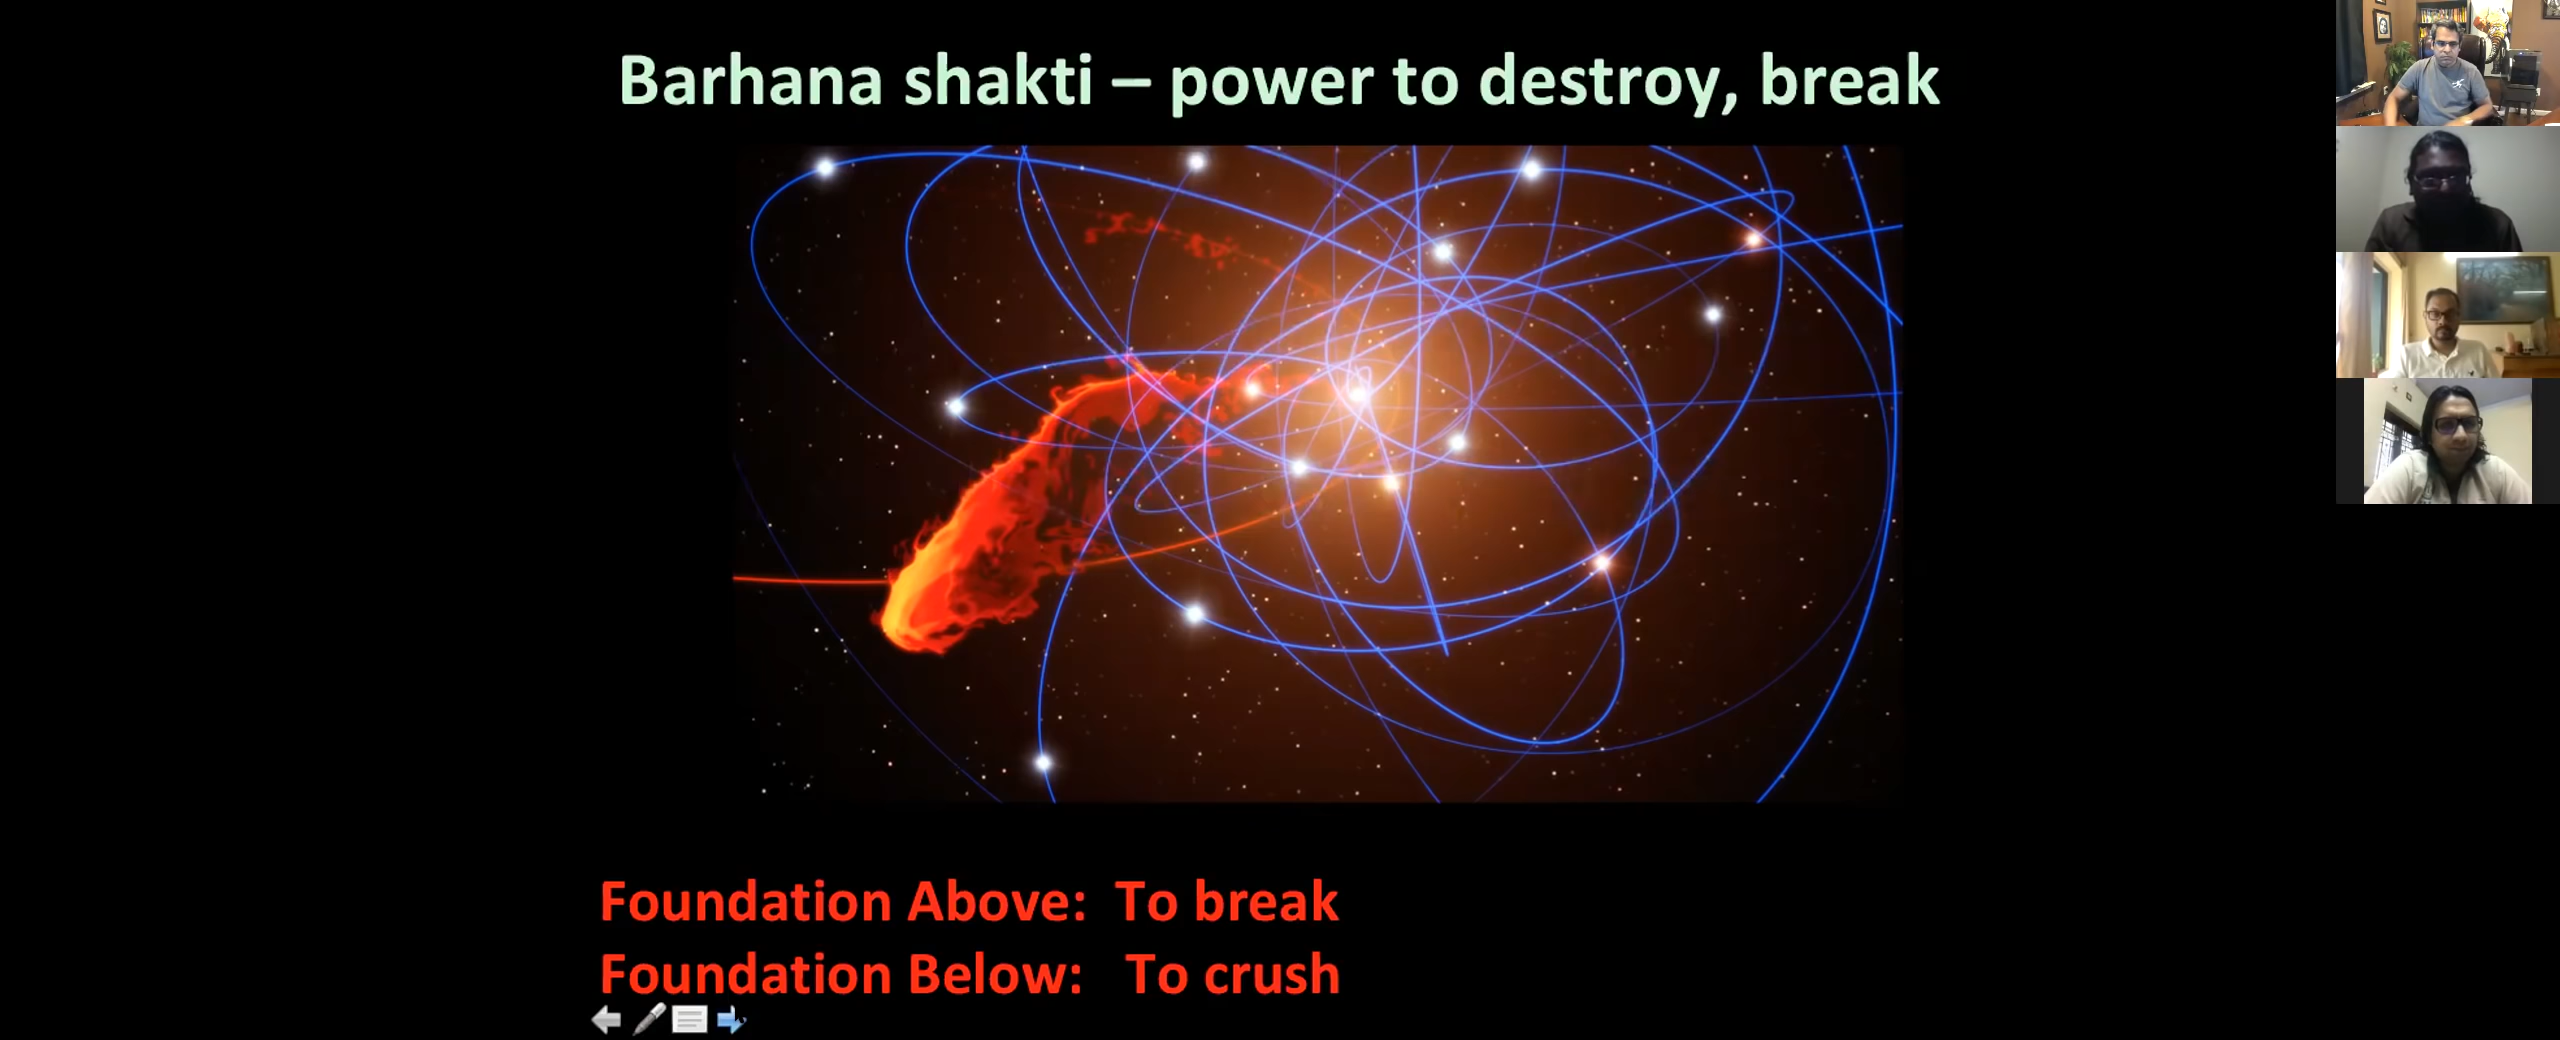 Barhana shakti – power to destroy, break
Foundation Above: To break
Foundation Below: To crush